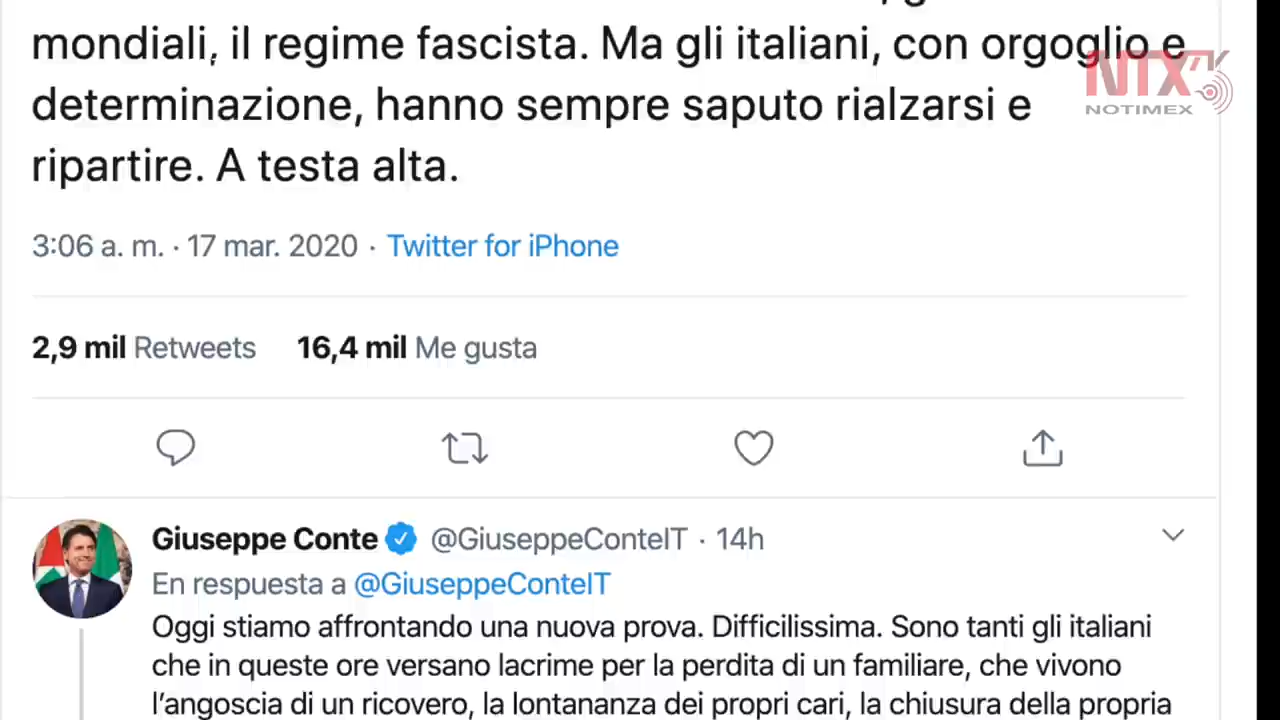 mondiali, il regime fascista. Ma gli italiani, con orgoglio e
determinazione, hanno sempre saputo rialzarsi e
ripartire. A testa alta.
NTX
NOTIMEX
3:06 a. m. · 17 mar. 2020 · Twitter for iPhone
2,9 mil Retweets 16,4 mil Me gusta
Giuseppe Conte @GiuseppeConteIT · 14h
En respuesta a @GiuseppeConteIT
Oggi stiamo affrontando una nuova prova. Difficilissima. Sono tanti gli italiani
che in queste ore versano lacrime per la perdita di un familiare, che vivono
l’angoscia di un ricovero, la lontananza dei propri cari, la chiusura della propria